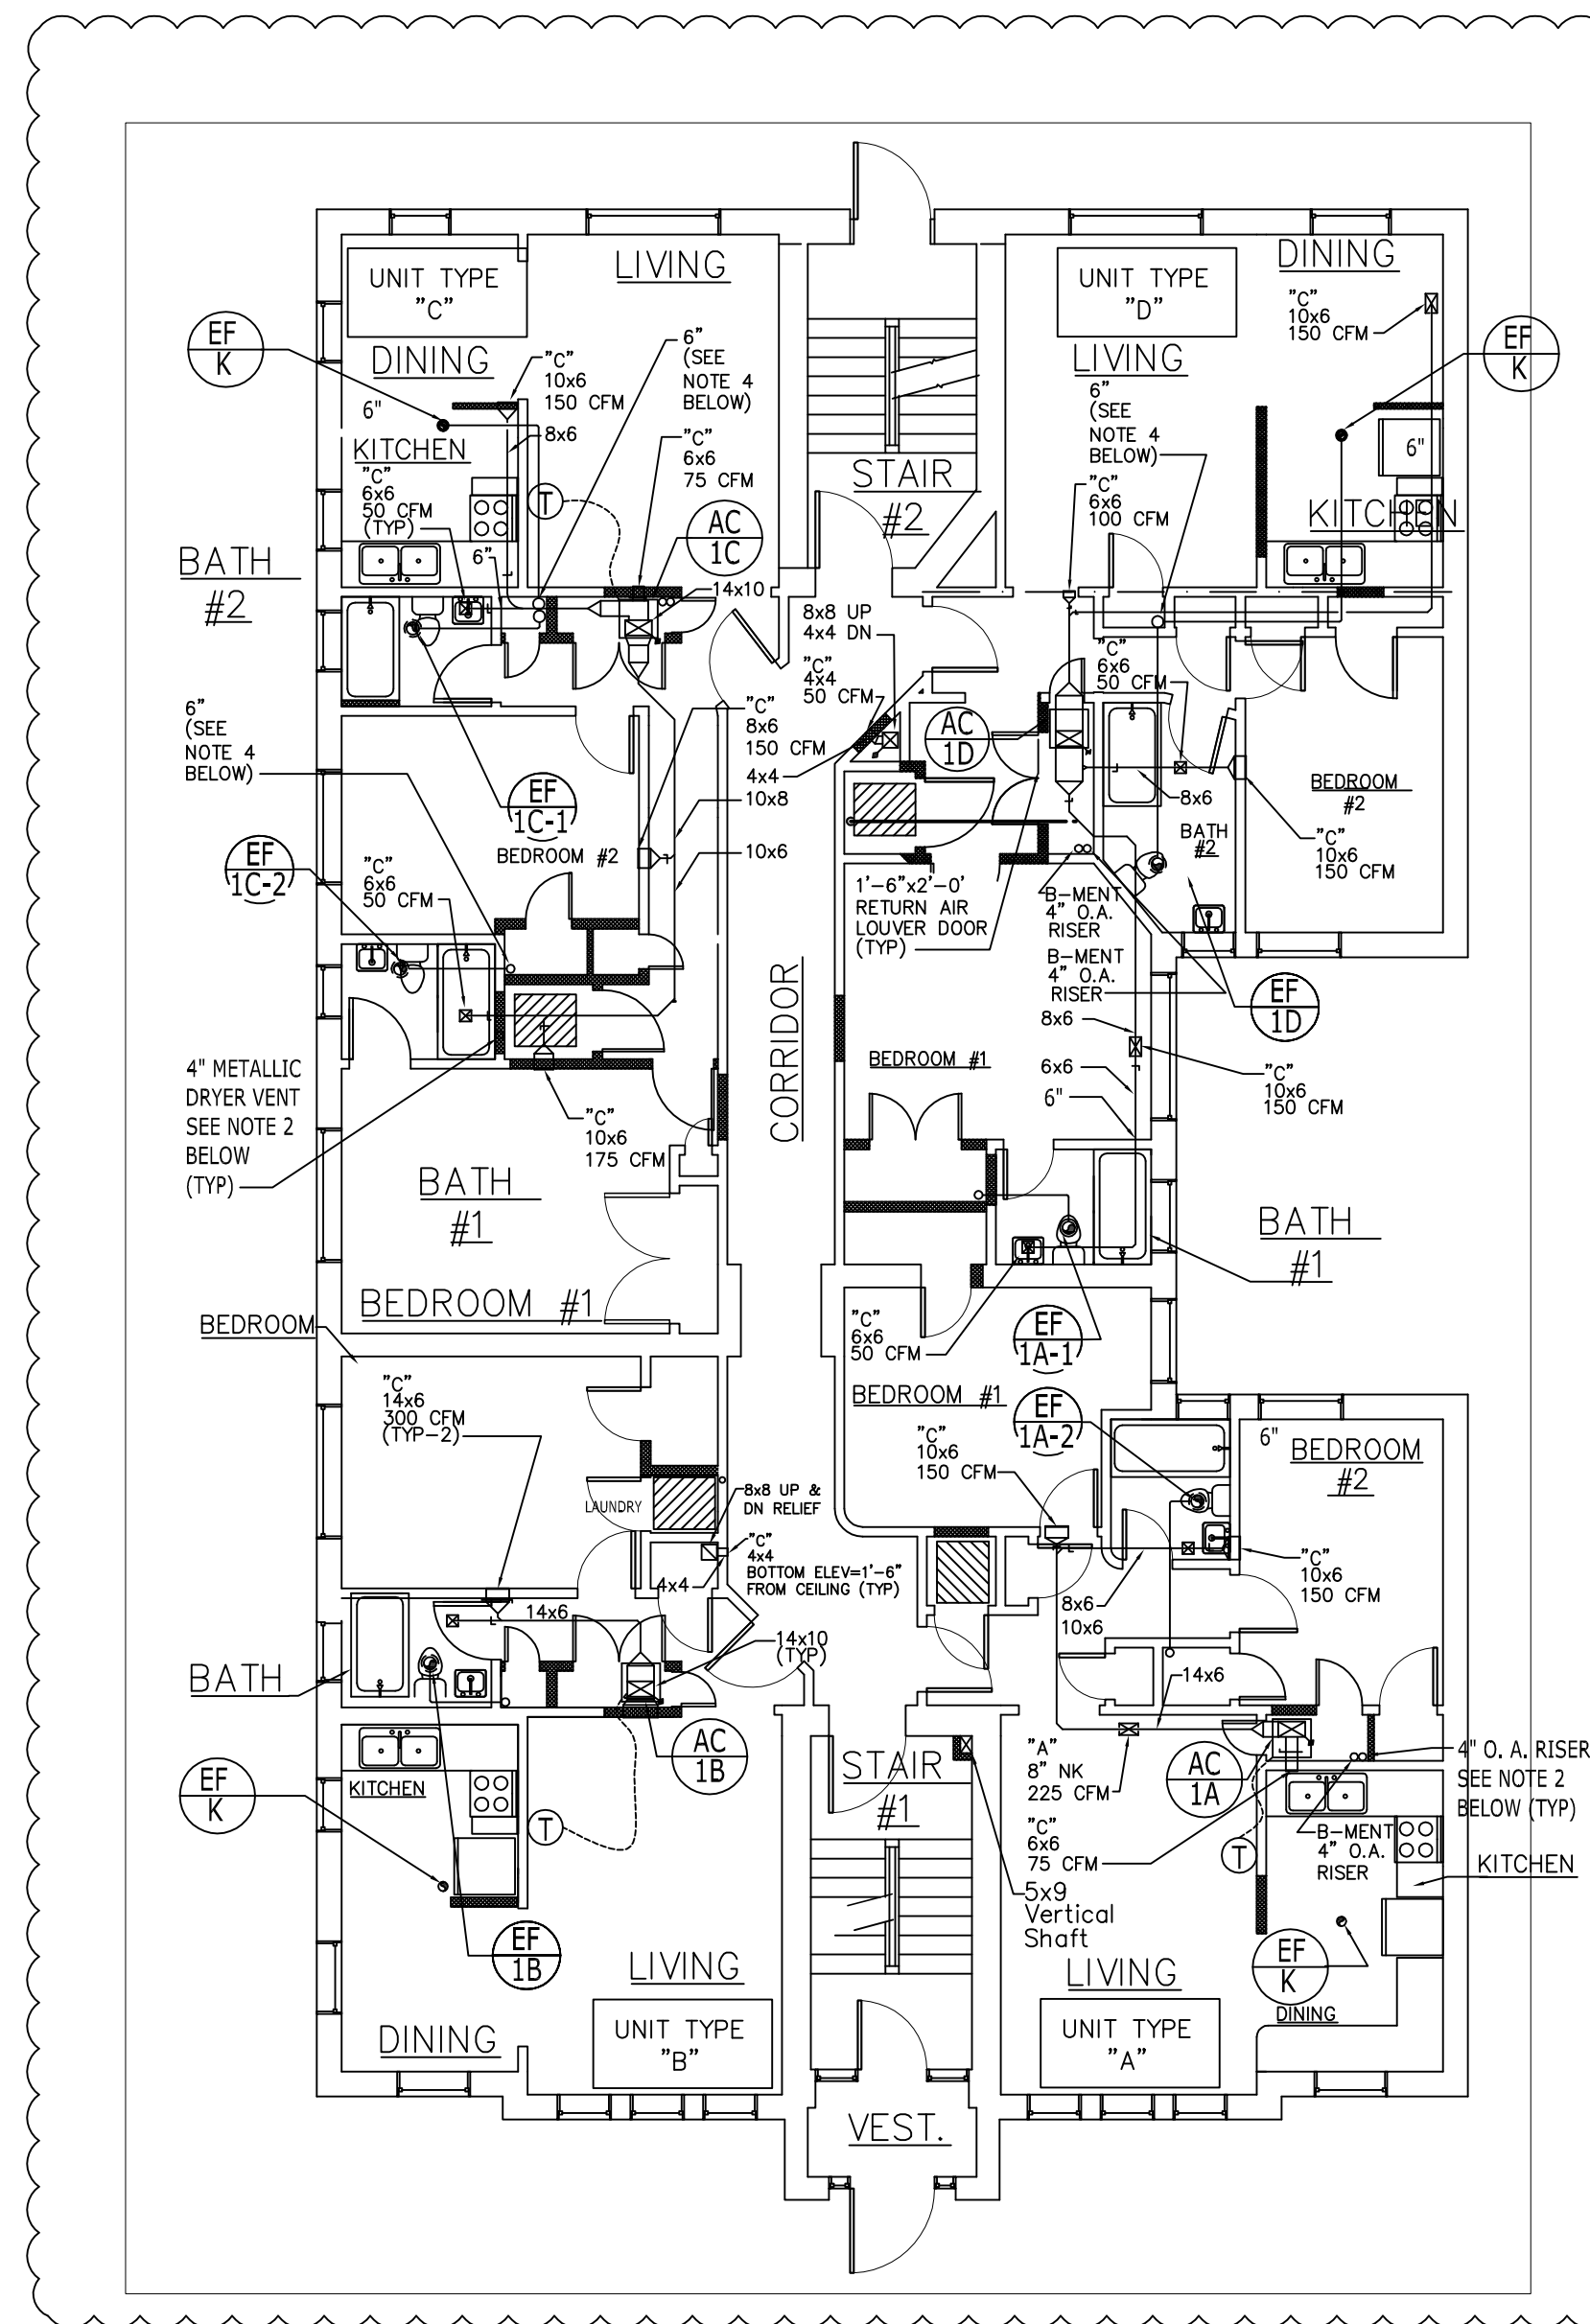 UNIT TYPE
"C"
LIVING
UNIT TYPE
"D"
DINING
"C"
10x6
150 CFM
EF
K
DINING
"C"
10x6
150 CFM
6"
(SEE
NOTE 4
BELOW)
LIVING
EF
K
6"
8x6
KITCHEN
"C"
6x6
50 CFM
(TYP)
"C"
6x6
75 CFM
6"
(SEE
NOTE 4
BELOW)
6"
STAIR
#2
"C"
6x6
100 CFM
KITCHEN
T
AC
1C
BATH
#2
6"
14x10
8x8 UP
4x4 DN
"C"
4x4
50 CFM
"C"
6x6
50 CFM
6"
(SEE
NOTE 4
BELOW)
"C"
8x6
150 CFM
4x4
10x8
10x6
AC
1D
8x6
BEDROOM
#2
EF
1C-1
BEDROOM #2
BATH
#2
"C"
10x6
150 CFM
EF
1C-2
"C"
6x6
50 CFM
1'-6"x2'-0'
RETURN AIR
LOUVER DOOR
(TYP)
B-MENT
4" O.A.
RISER
B-MENT
4" O.A.
RISER
EF
1D
CORRIDOR
8x6
BEDROOM #1
6x6
6"
"C"
10x6
150 CFM
4" METALLIC
DRYER VENT
SEE NOTE 2
BELOW
(TYP)
"C"
10x6
175 CFM
BATH
#1
BATH
#1
BEDROOM #1
BEDROOM
"C"
6x6
50 CFM
EF
1A-1
"C"
14x6
300 CFM
(TYP-2)
BEDROOM #1
EF
1A-2
"C"
10x6
150 CFM
6"
BEDROOM
#2
LAUNDRY
8x8 UP &
DN RELIEF
"C"
4x4
BOTTOM ELEV=1'-6"
FROM CEILING (TYP)
4x4
14x6
8x6
10x6
"C"
10x6
150 CFM
14x10
(TYP)
BATH
14x6
AC
1B
STAIR
#1
"A"
8" NK
225 CFM
AC
1A
4" O. A. RISER
SEE NOTE 2
BELOW (TYP)
EF
K
KITCHEN
T
"C"
6x6
75 CFM
T
B-MENT
4" O.A.
RISER
KITCHEN
5x9
Vertical
Shaft
EF
1B
LIVING
LIVING
EF
K
DINING
DINING
UNIT TYPE
"B"
UNIT TYPE
"A"
VEST.